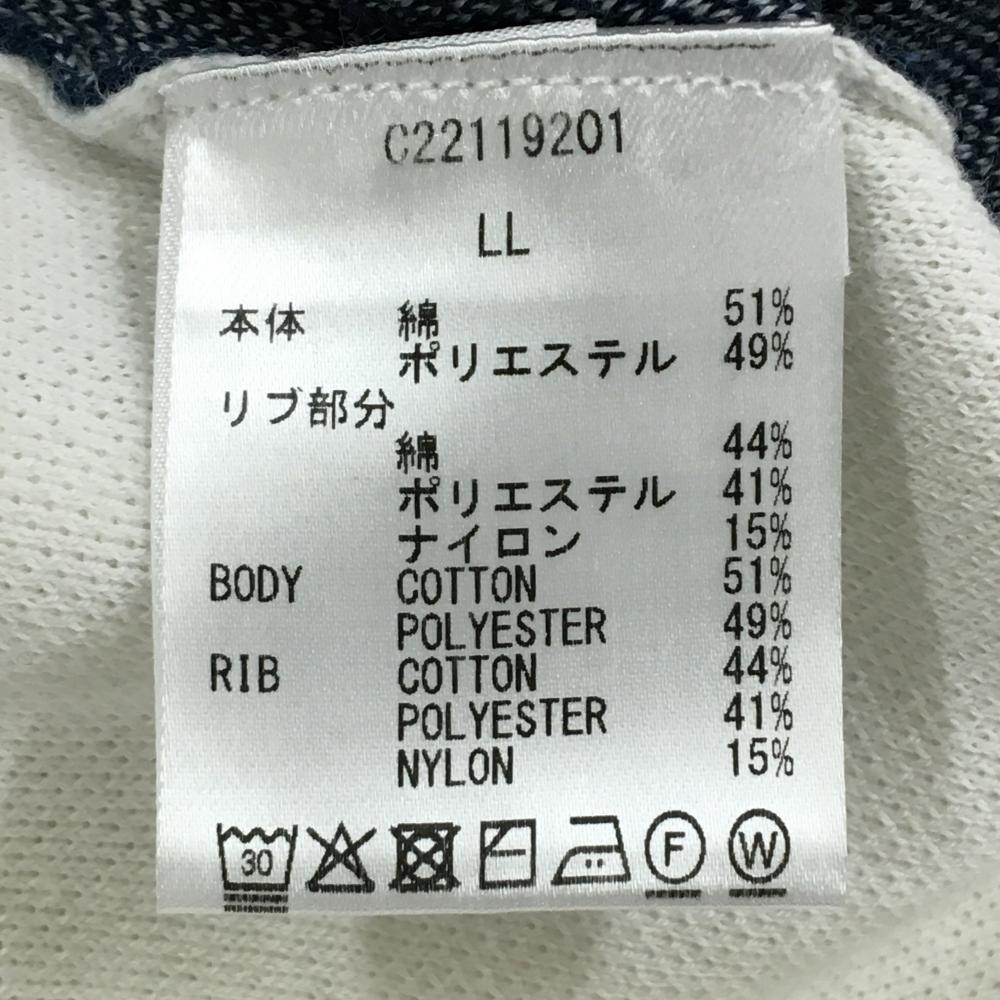 C22119201
LL
本体 綿 51%
ポリエステル 49%
リブ部分
綿 44%
ポリエステル 41%
ナイロン 15%
BODY COTTON 51%
POLYESTER 49%
RIB COTTON 44%
POLYESTER 41%
NYLON 15%
30 F W